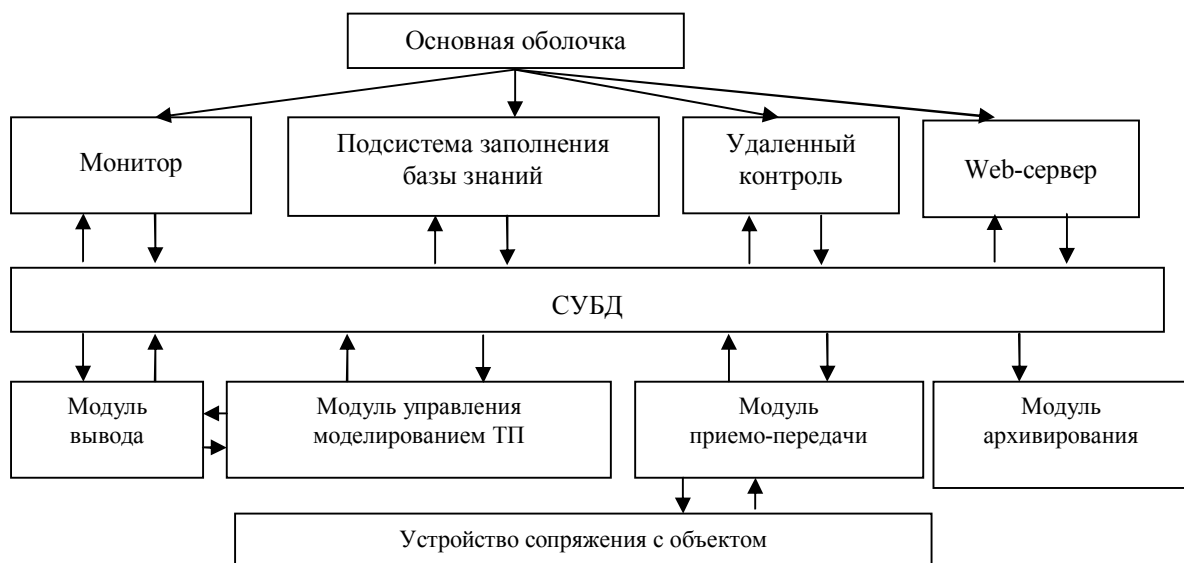 Основная оболочка
Монитор
Подсистема заполнения
базы знаний
Удаленный
контроль
Web-сервер
СУБД
Модуль
вывода
Модуль управления
моделированием ТП
Модуль
приемо-передачи
Модуль
архивирования
Устройство сопряжения с объектом